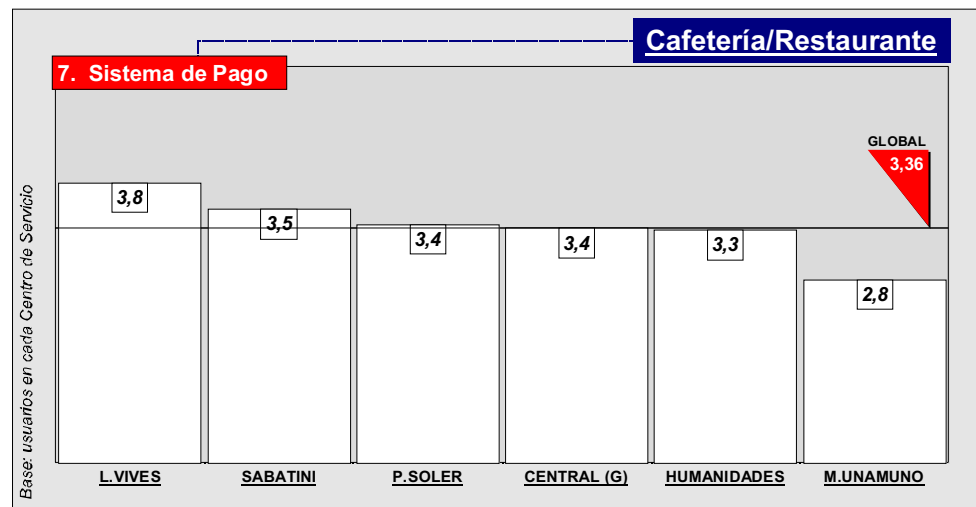 Cafetería/Restaurante
7. Sistema de Pago
GLOBAL
3,36
3,8
3,5
3,4
3,4
3,3
2,8
Base: usuarios en cada Centro de Servicio
L.VIVES
SABATINI
P.SOLER
CENTRAL (G)
HUMANIDADES
M.UNAMUNO